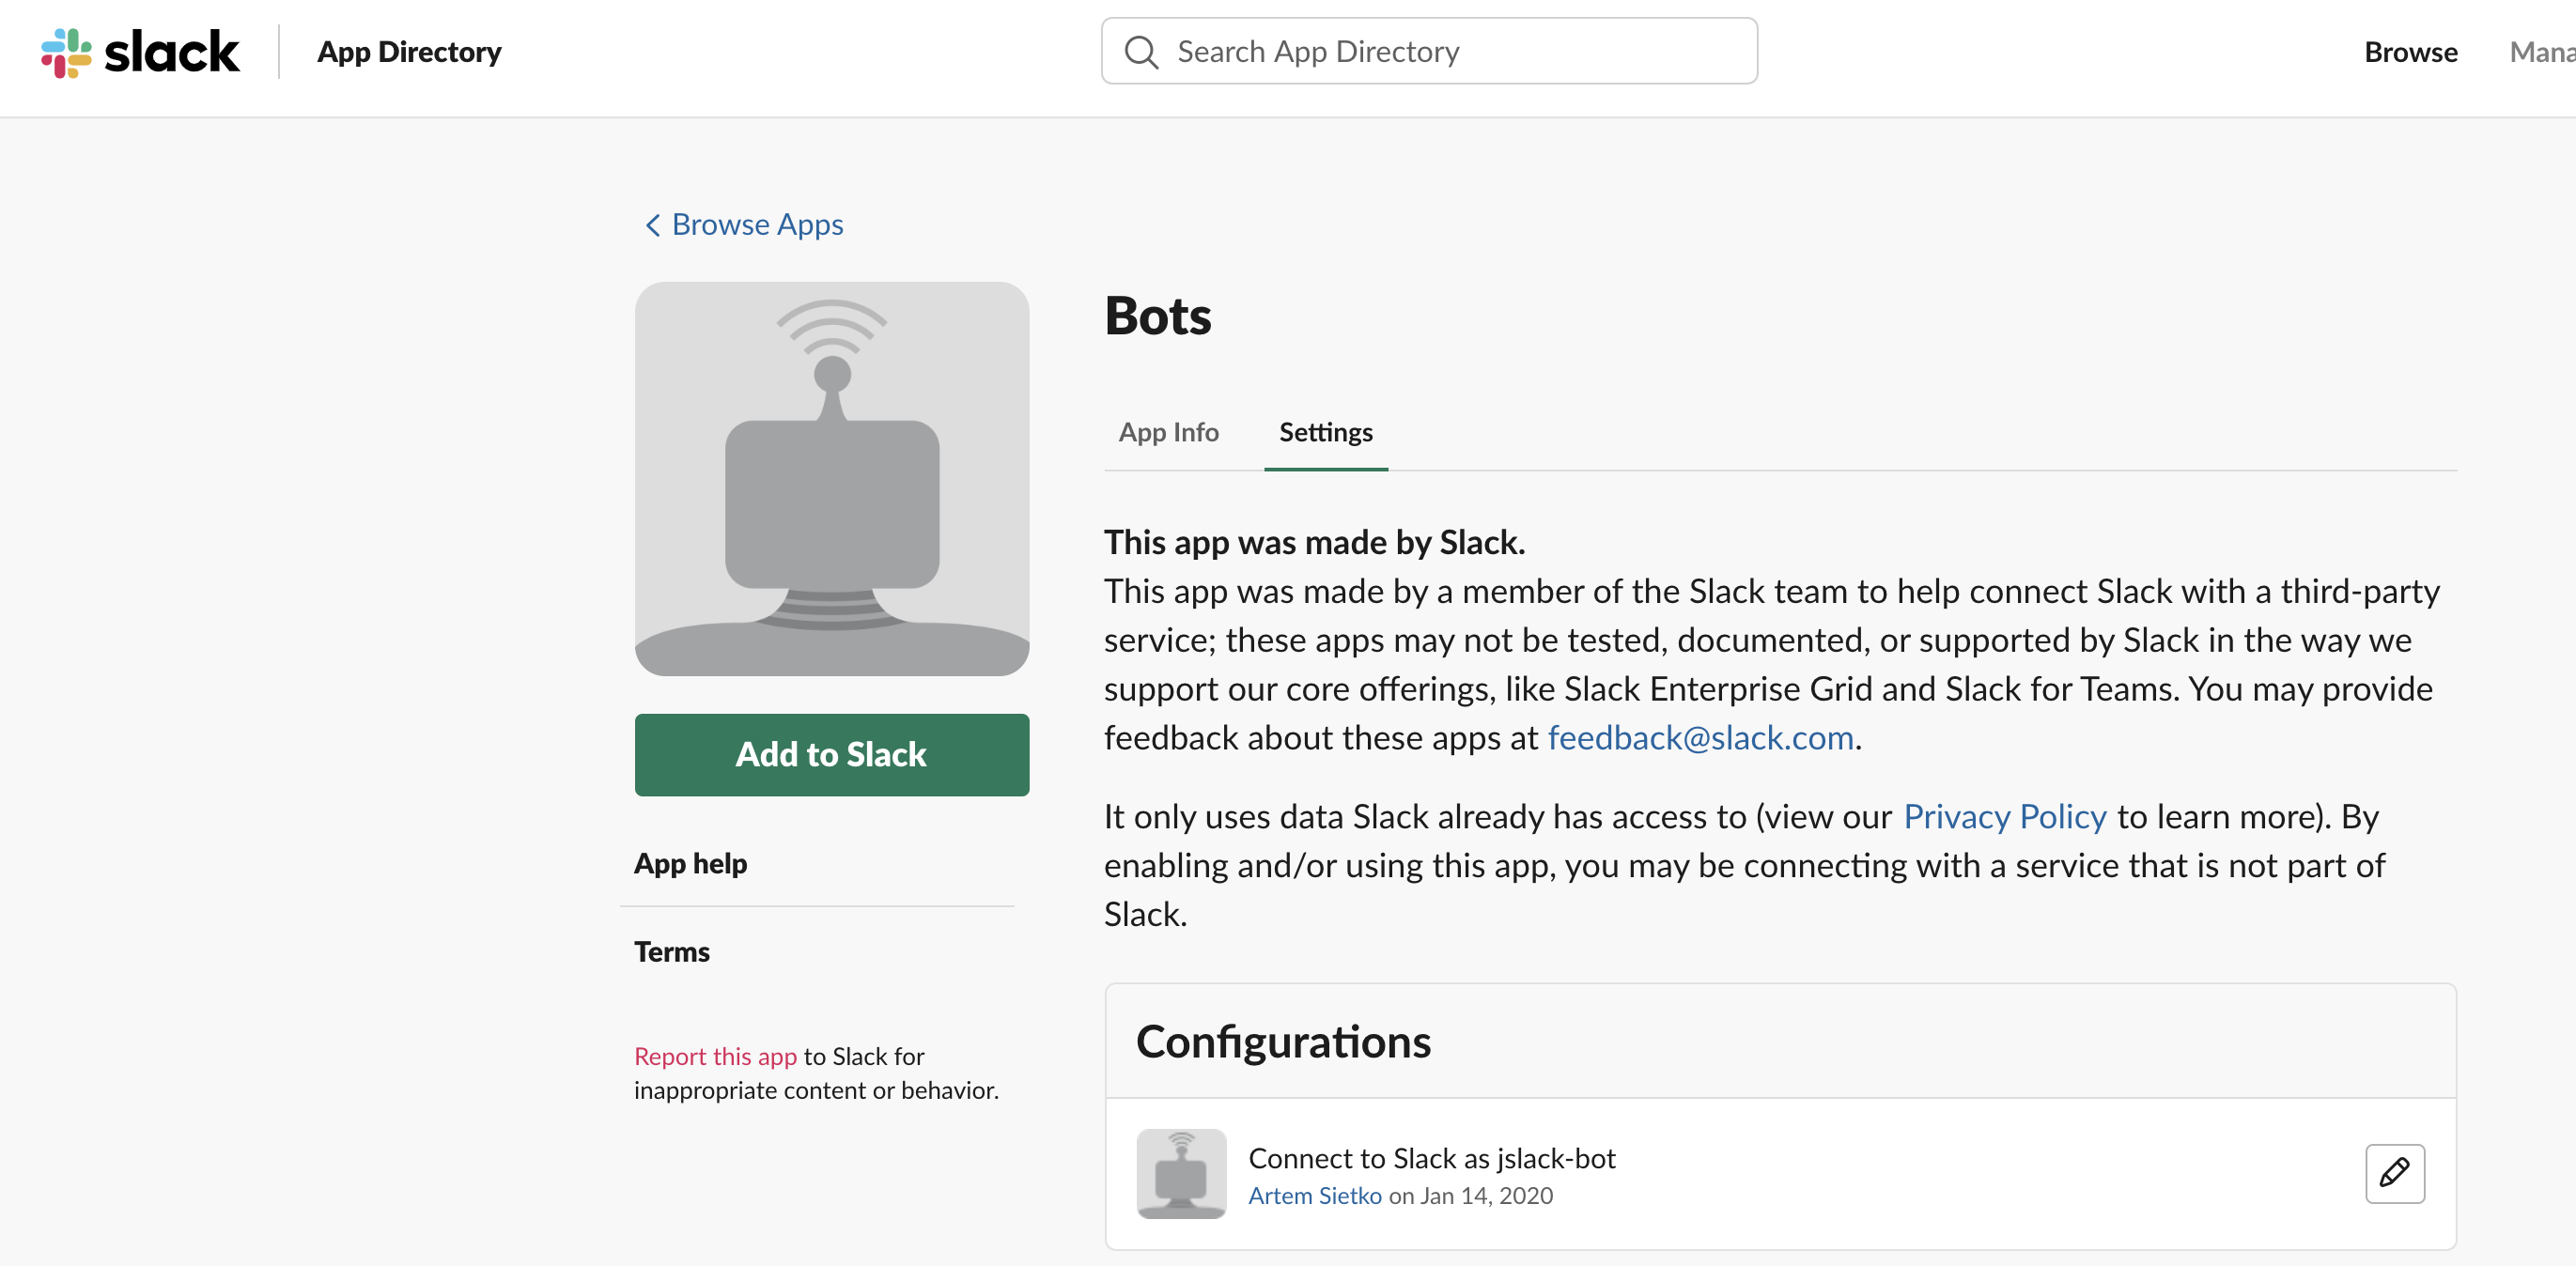 slack
App Directory
Search App Directory
Browse
Browse Apps
Bots
App Info
Settings
This app was made by Slack.
This app was made by a member of the Slack team to help connect Slack with a third-party
service; these apps may not be tested, documented, or supported by Slack in the way we
support our core offerings, like Slack Enterprise Grid and Slack for Teams. You may provide
feedback about these apps at feedback@slack.com.
It only uses data Slack already has access to (view our Privacy Policy to learn more). By
enabling and/or using this app, you may be connecting with a service that is not part of
Slack.
Add to Slack
App help
Terms
Report this app to Slack for
inappropriate content or behavior.
Configurations
Connect to Slack as jslack-bot
Artem Sietko on Jan 14, 2020